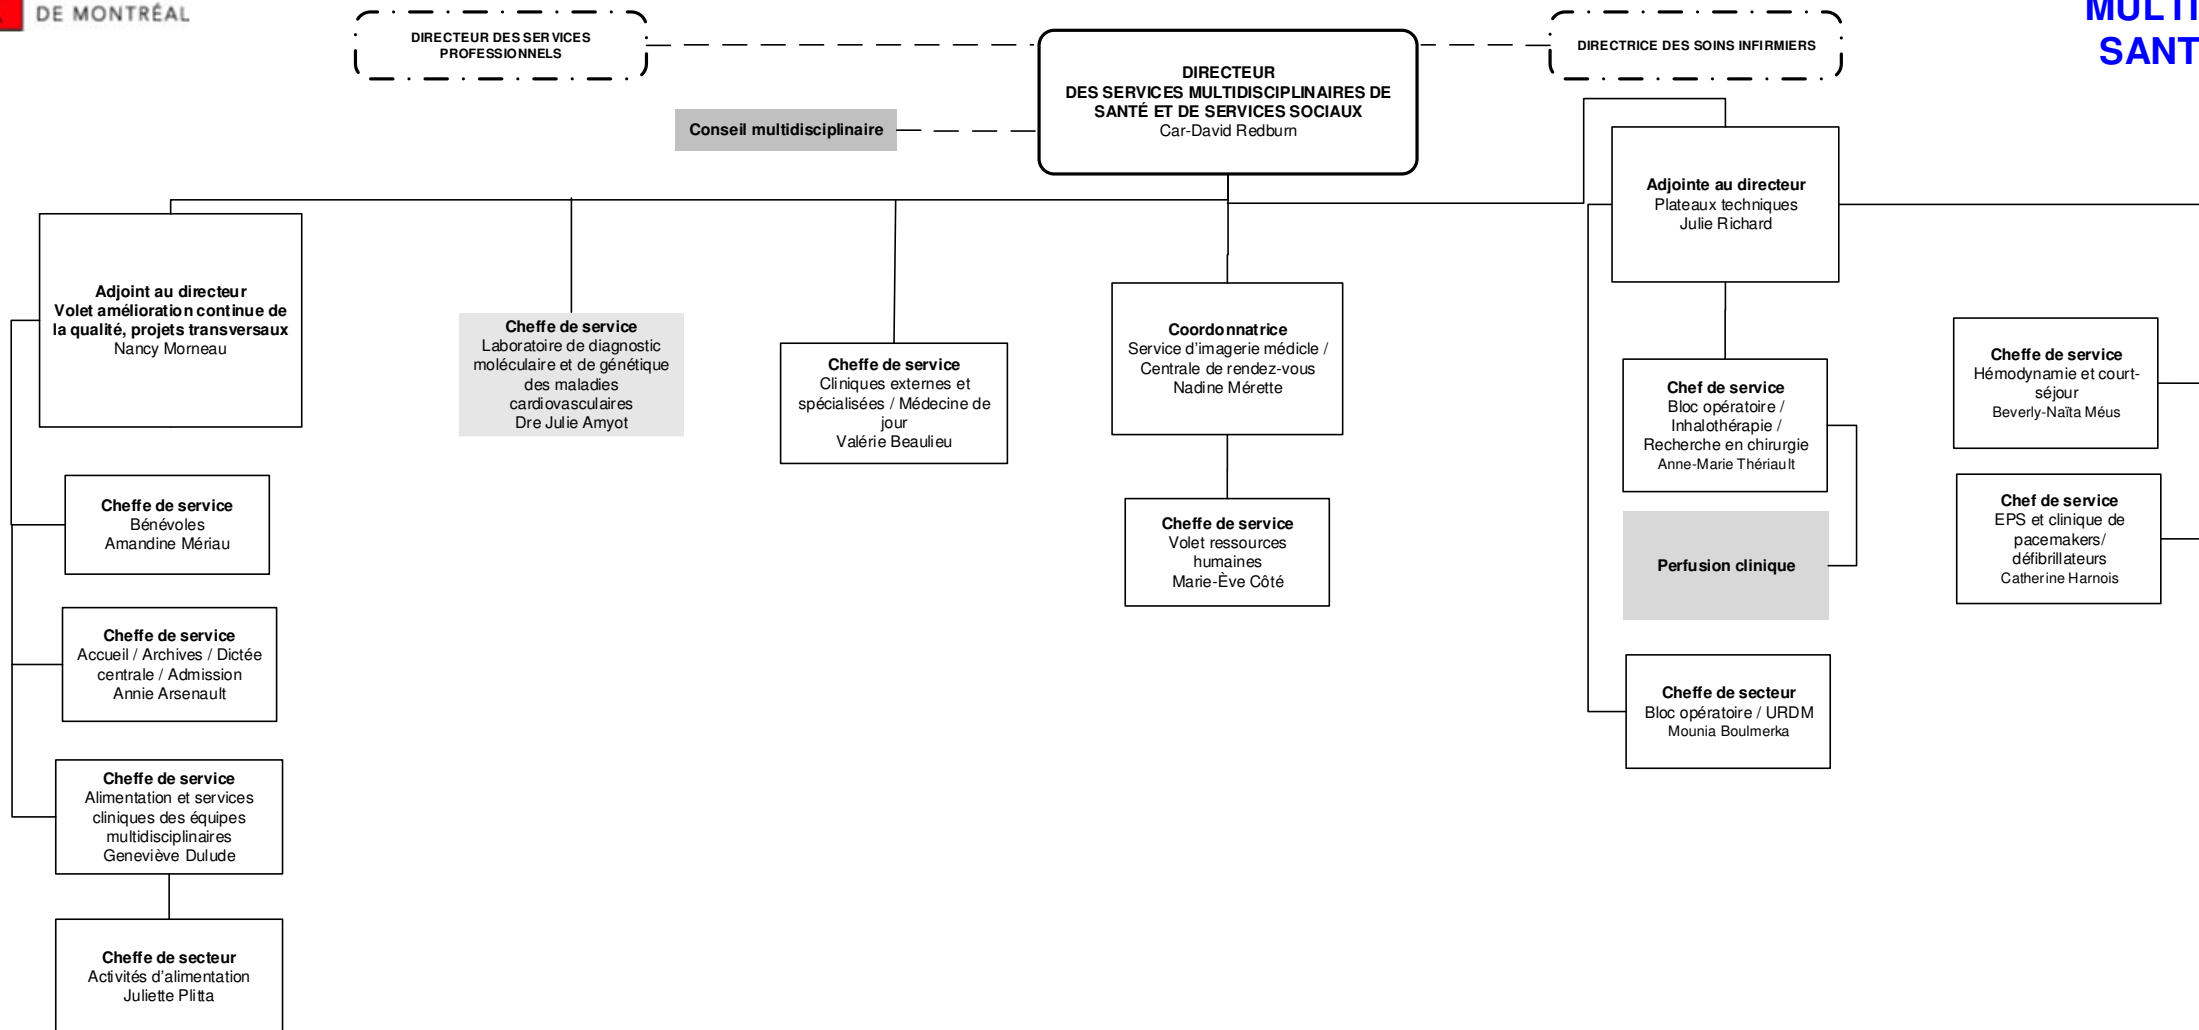 DE MONTRÉAL
MULTI
SANT
DIRECTEUR DES SERVICES
PROFESSIONNELS
DIRECTEUR
DES SERVICES MULTIDISCIPLINAIRES DE
SANTÉ ET DE SERVICES SOCIAUX
Car-David Redburn
DIRECTRICE DES SOINS INFIRMIERS
Conseil multidisciplinaire
Adjoint au directeur
Volet amélioration continue de
la qualité, projets transversaux
Nancy Morneau
Cheffe de service
Bénévoles
Amandine Mériau
Cheffe de service
Accueil / Archives / Dictée
centrale / Admission
Annie Arsenault
Cheffe de service
Alimentation et services
cliniques des équipes
multidisciplinaires
Geneviève Dulude
Cheffe de secteur
Activités d'alimentation
Juliette Plitta
Cheffe de service
Laboratoire de diagnostic
moléculaire et de génétique
des maladies
cardiovasculaires
Dre Julie Amyot
Cheffe de service
Cliniques externes et
spécialisées / Médecine de
jour
Valérie Beaulieu
Coordonnatrice
Service d'imagerie médicle /
Centrale de rendez-vous
Nadine Mérette
Cheffe de service
Volet ressources
humaines
Marie-Ève Côté
Adjointe au directeur
Plateaux techniques
Julie Richard
Chef de service
Bloc opératoire /
Inhalothérapie /
Recherche en chirurgie
Anne-Marie Thériault
Perfusion clinique
Cheffe de secteur
Bloc opératoire / URDM
Mounia Boulmerka
Cheffe de service
Hémodynamie et court-
séjour
Beverly-Naïta Méus
Chef de service
EPS et clinique de
pacemakers/
défibrillateurs
Catherine Harnois